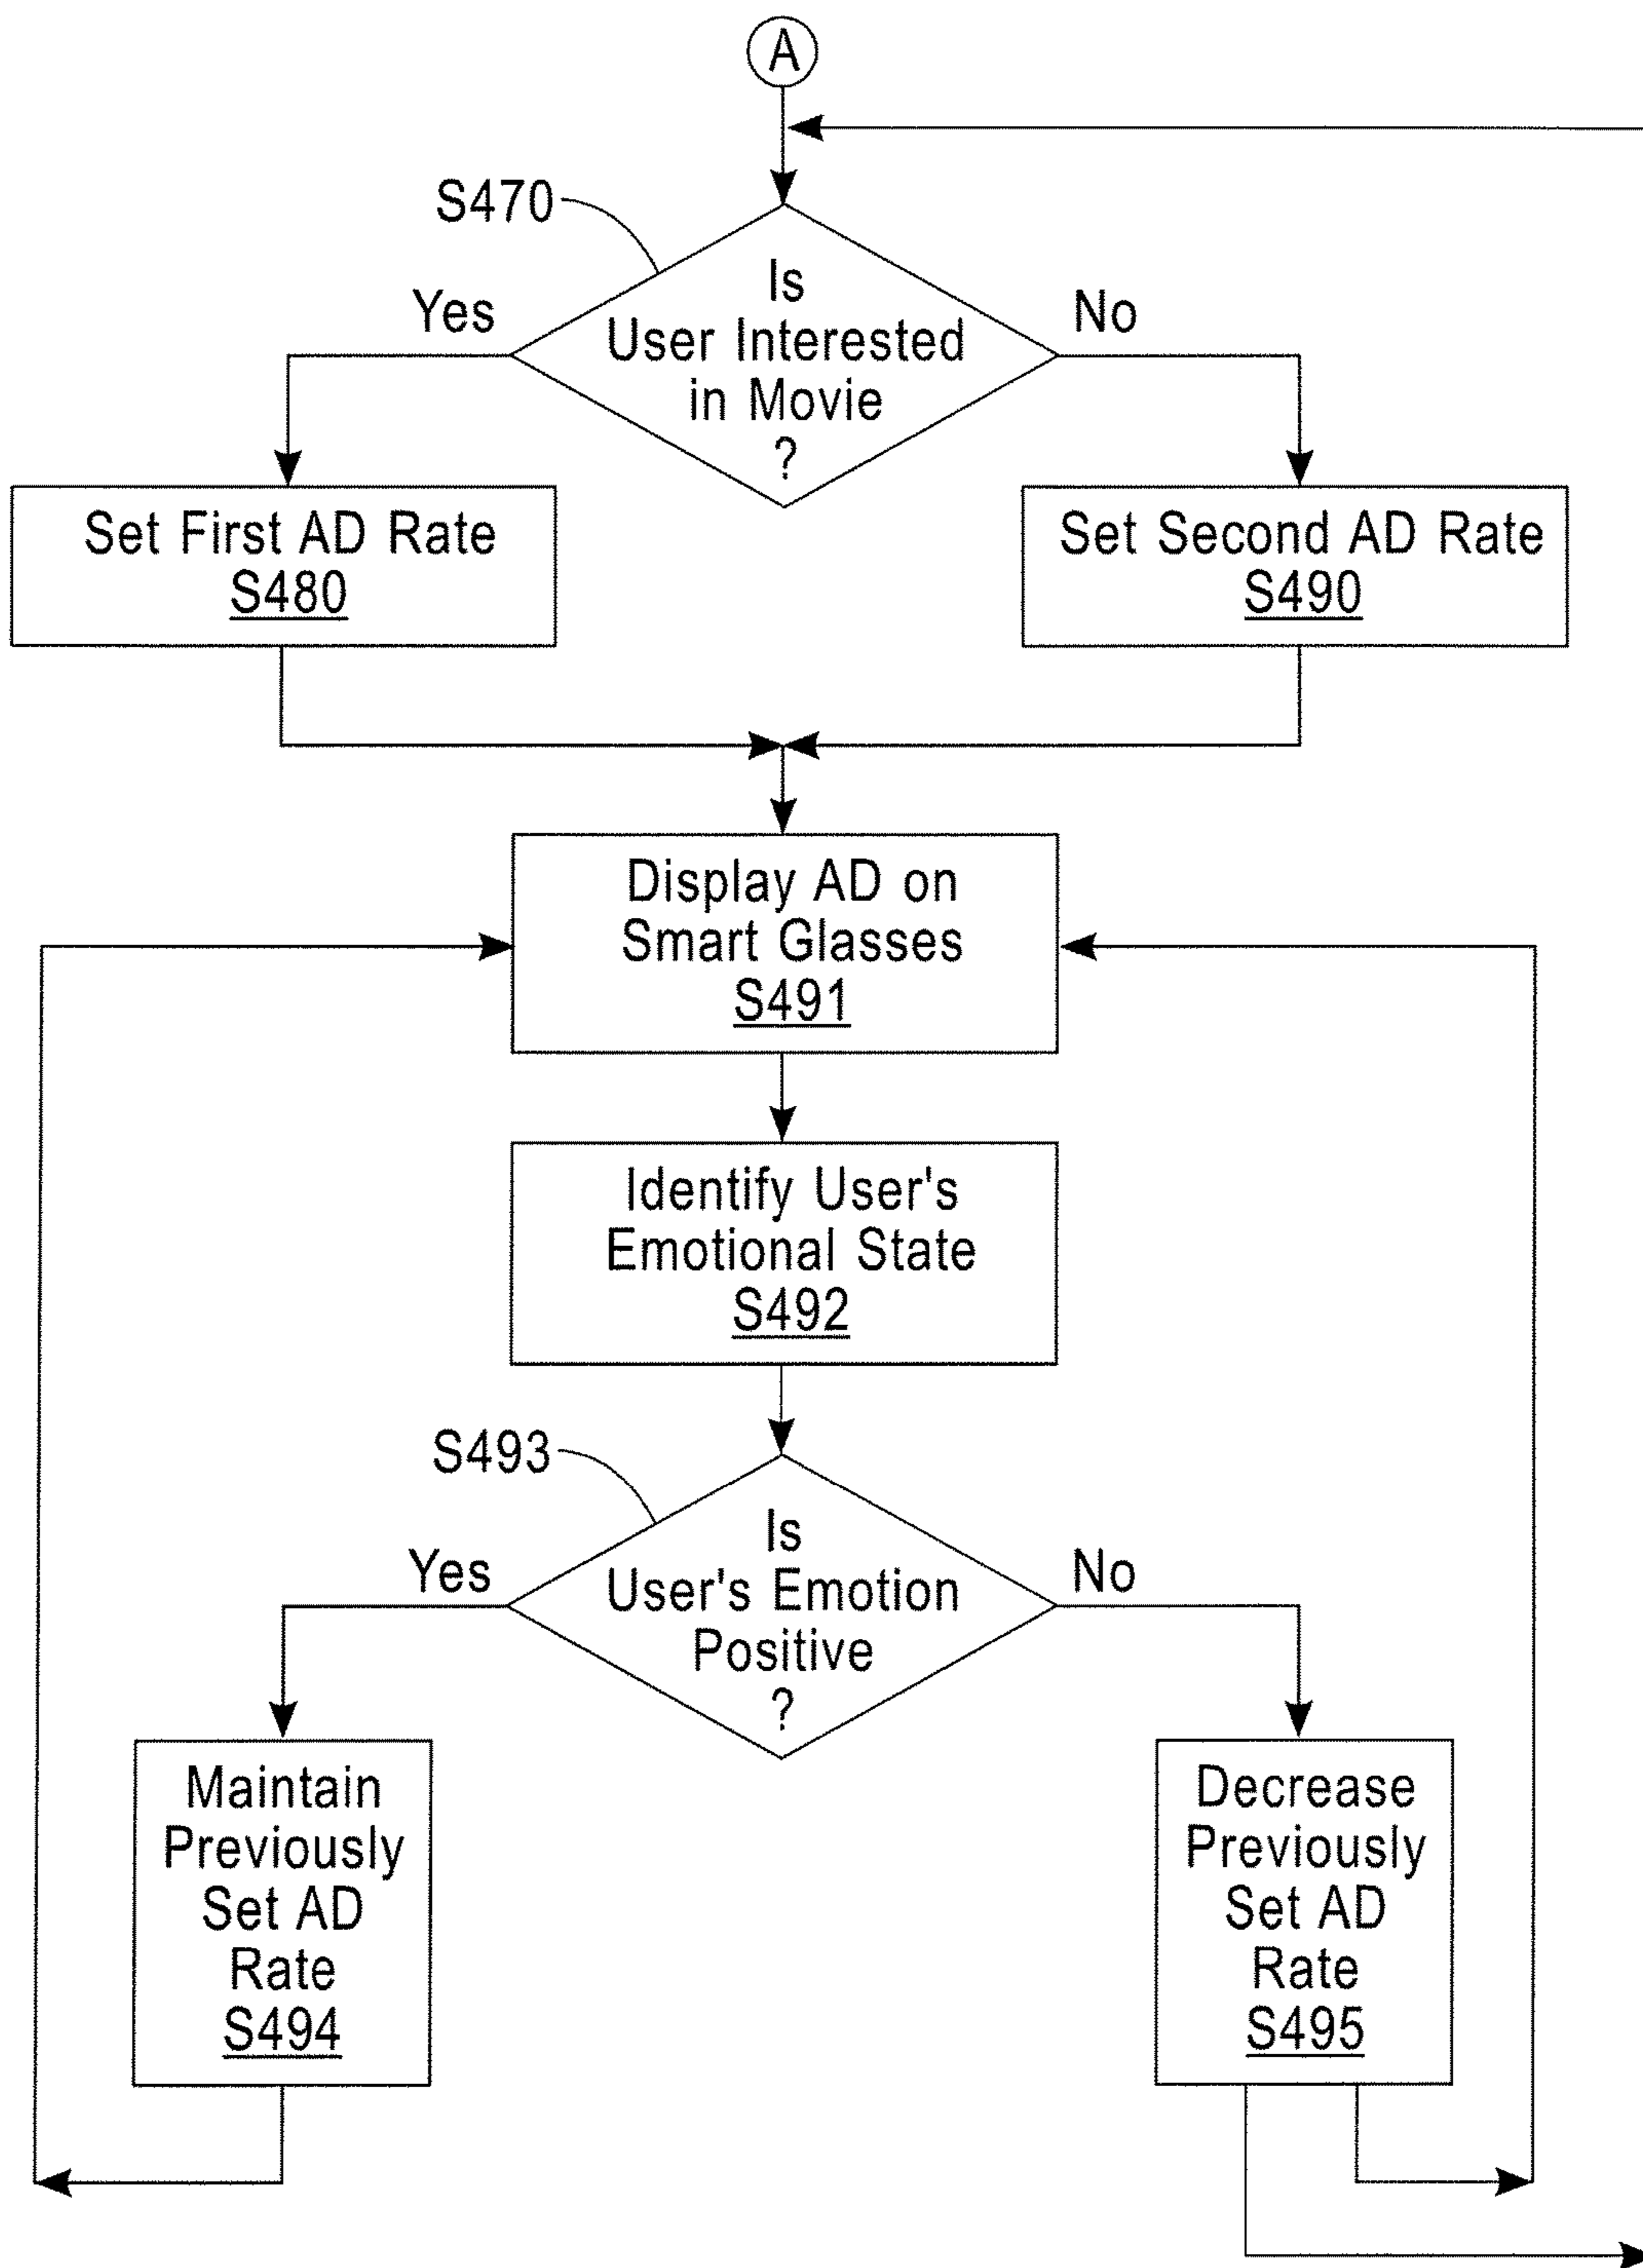 A
S470
Yes
Is
User Interested
in Movie
?
No
Set First AD Rate
S480
Set Second AD Rate
S490
Display AD on
Smart Glasses
S491
Identify User's
Emotional State
S492
S493
Yes
Is
User's Emotion
Positive
?
No
Maintain
Previously
Set AD
Rate
S494
Decrease
Previously
Set AD
Rate
S495